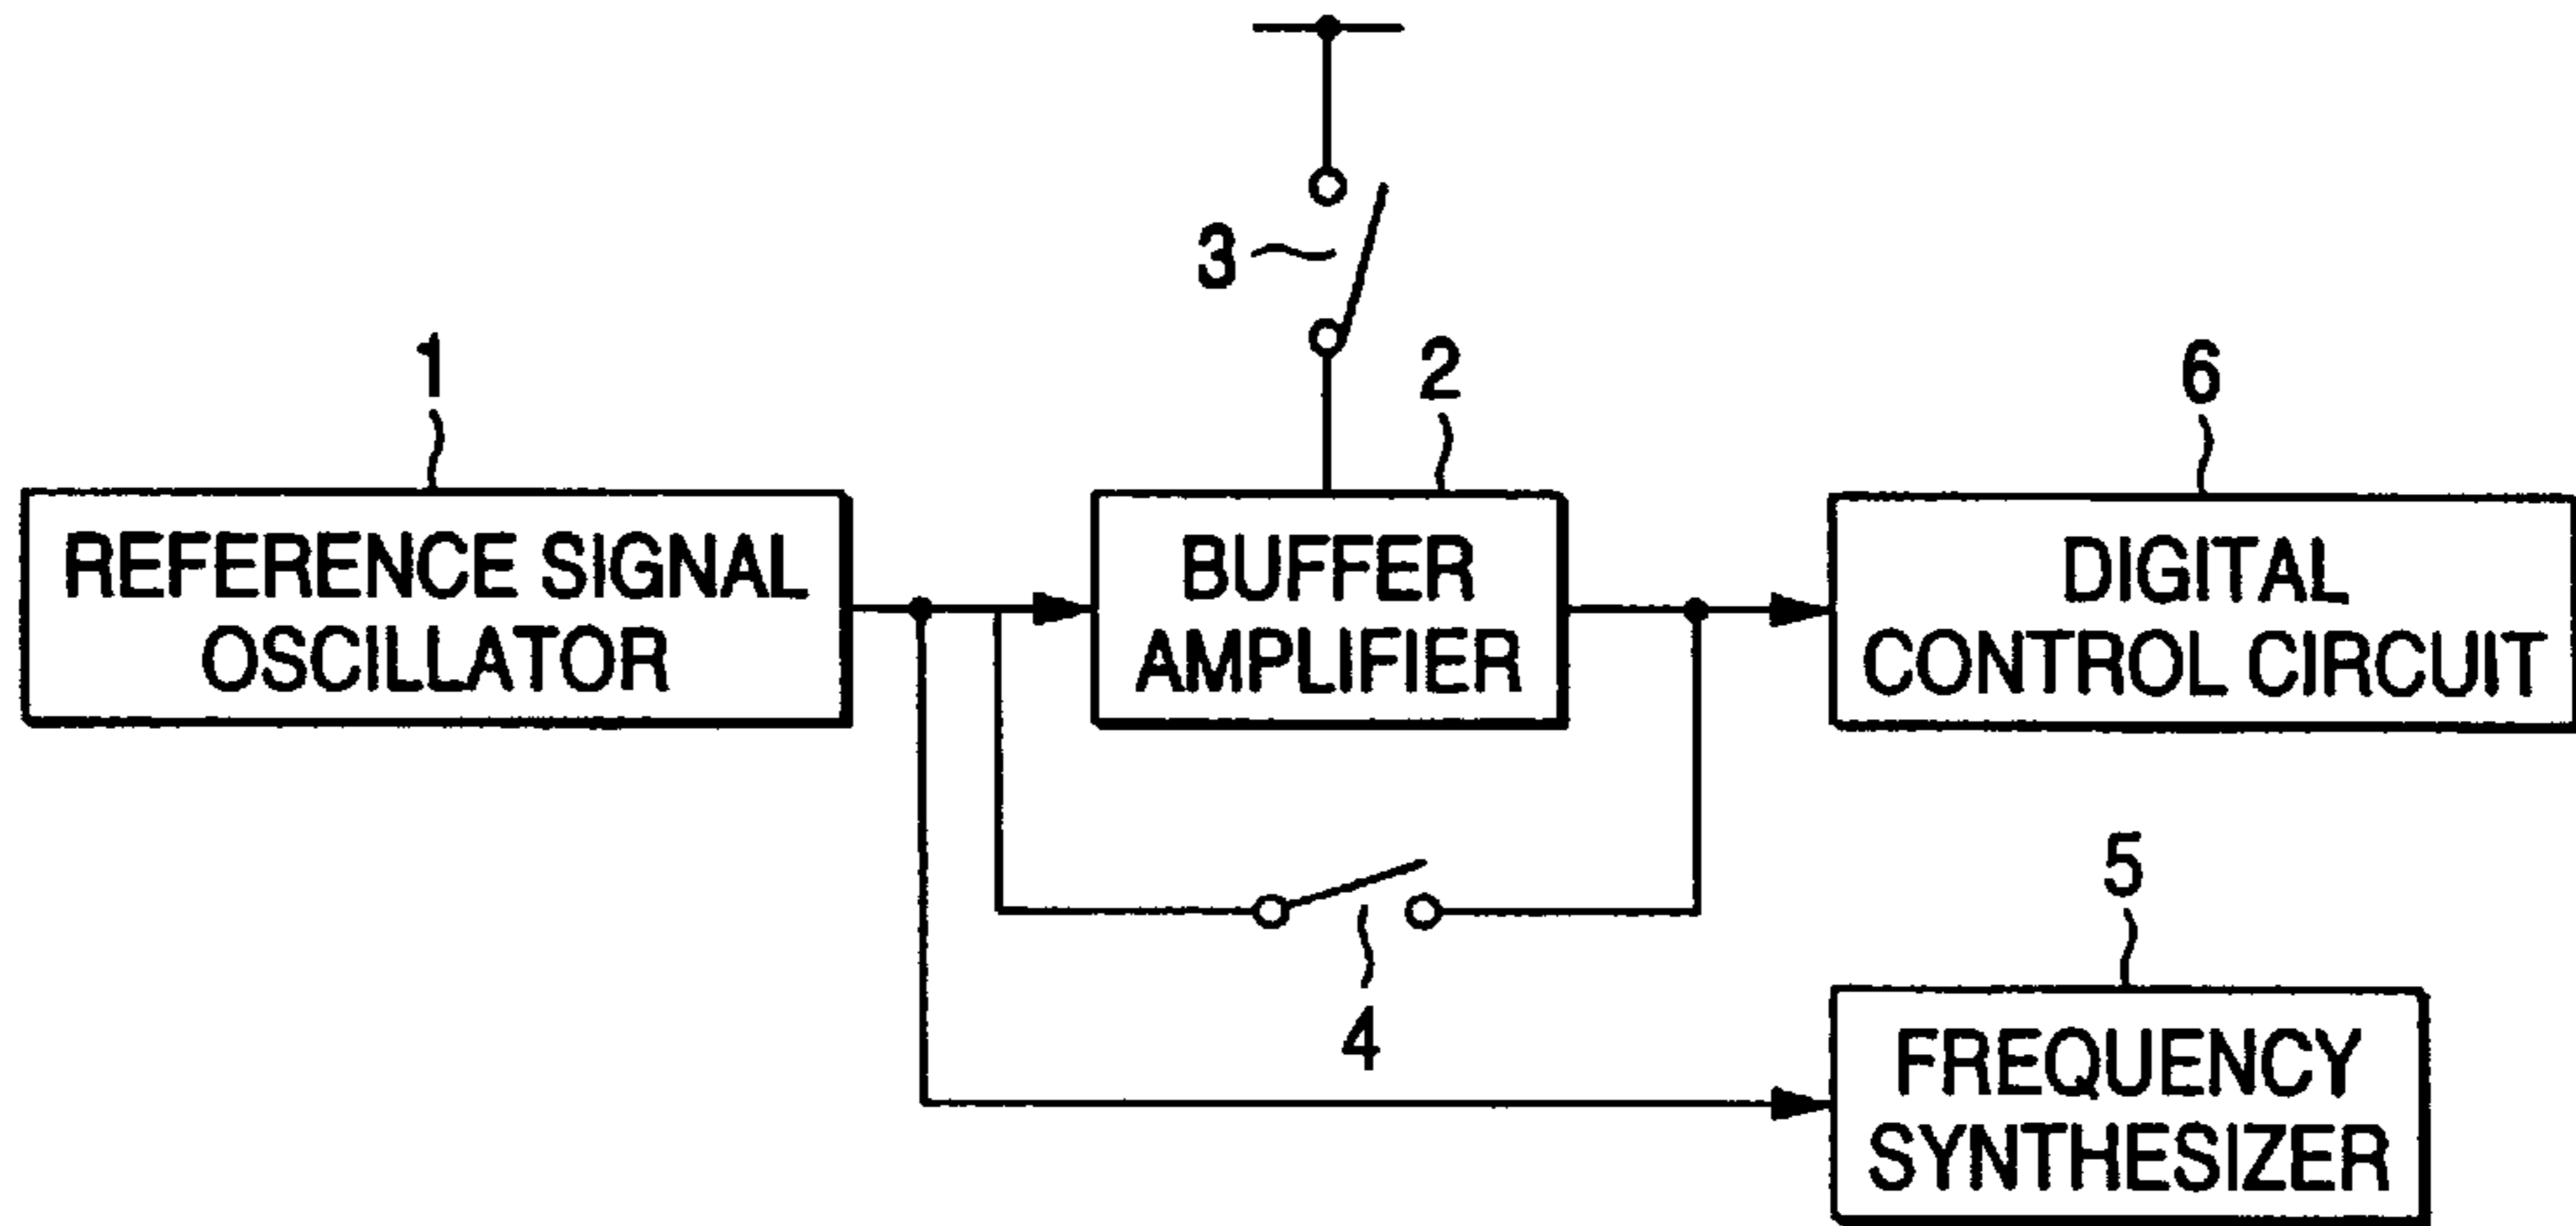 3
1
2
6
REFERENCE SIGNAL
OSCILLATOR
BUFFER
AMPLIFIER
DIGITAL
CONTROL CIRCUIT
4
5
FREQUENCY
SYNTHESIZER